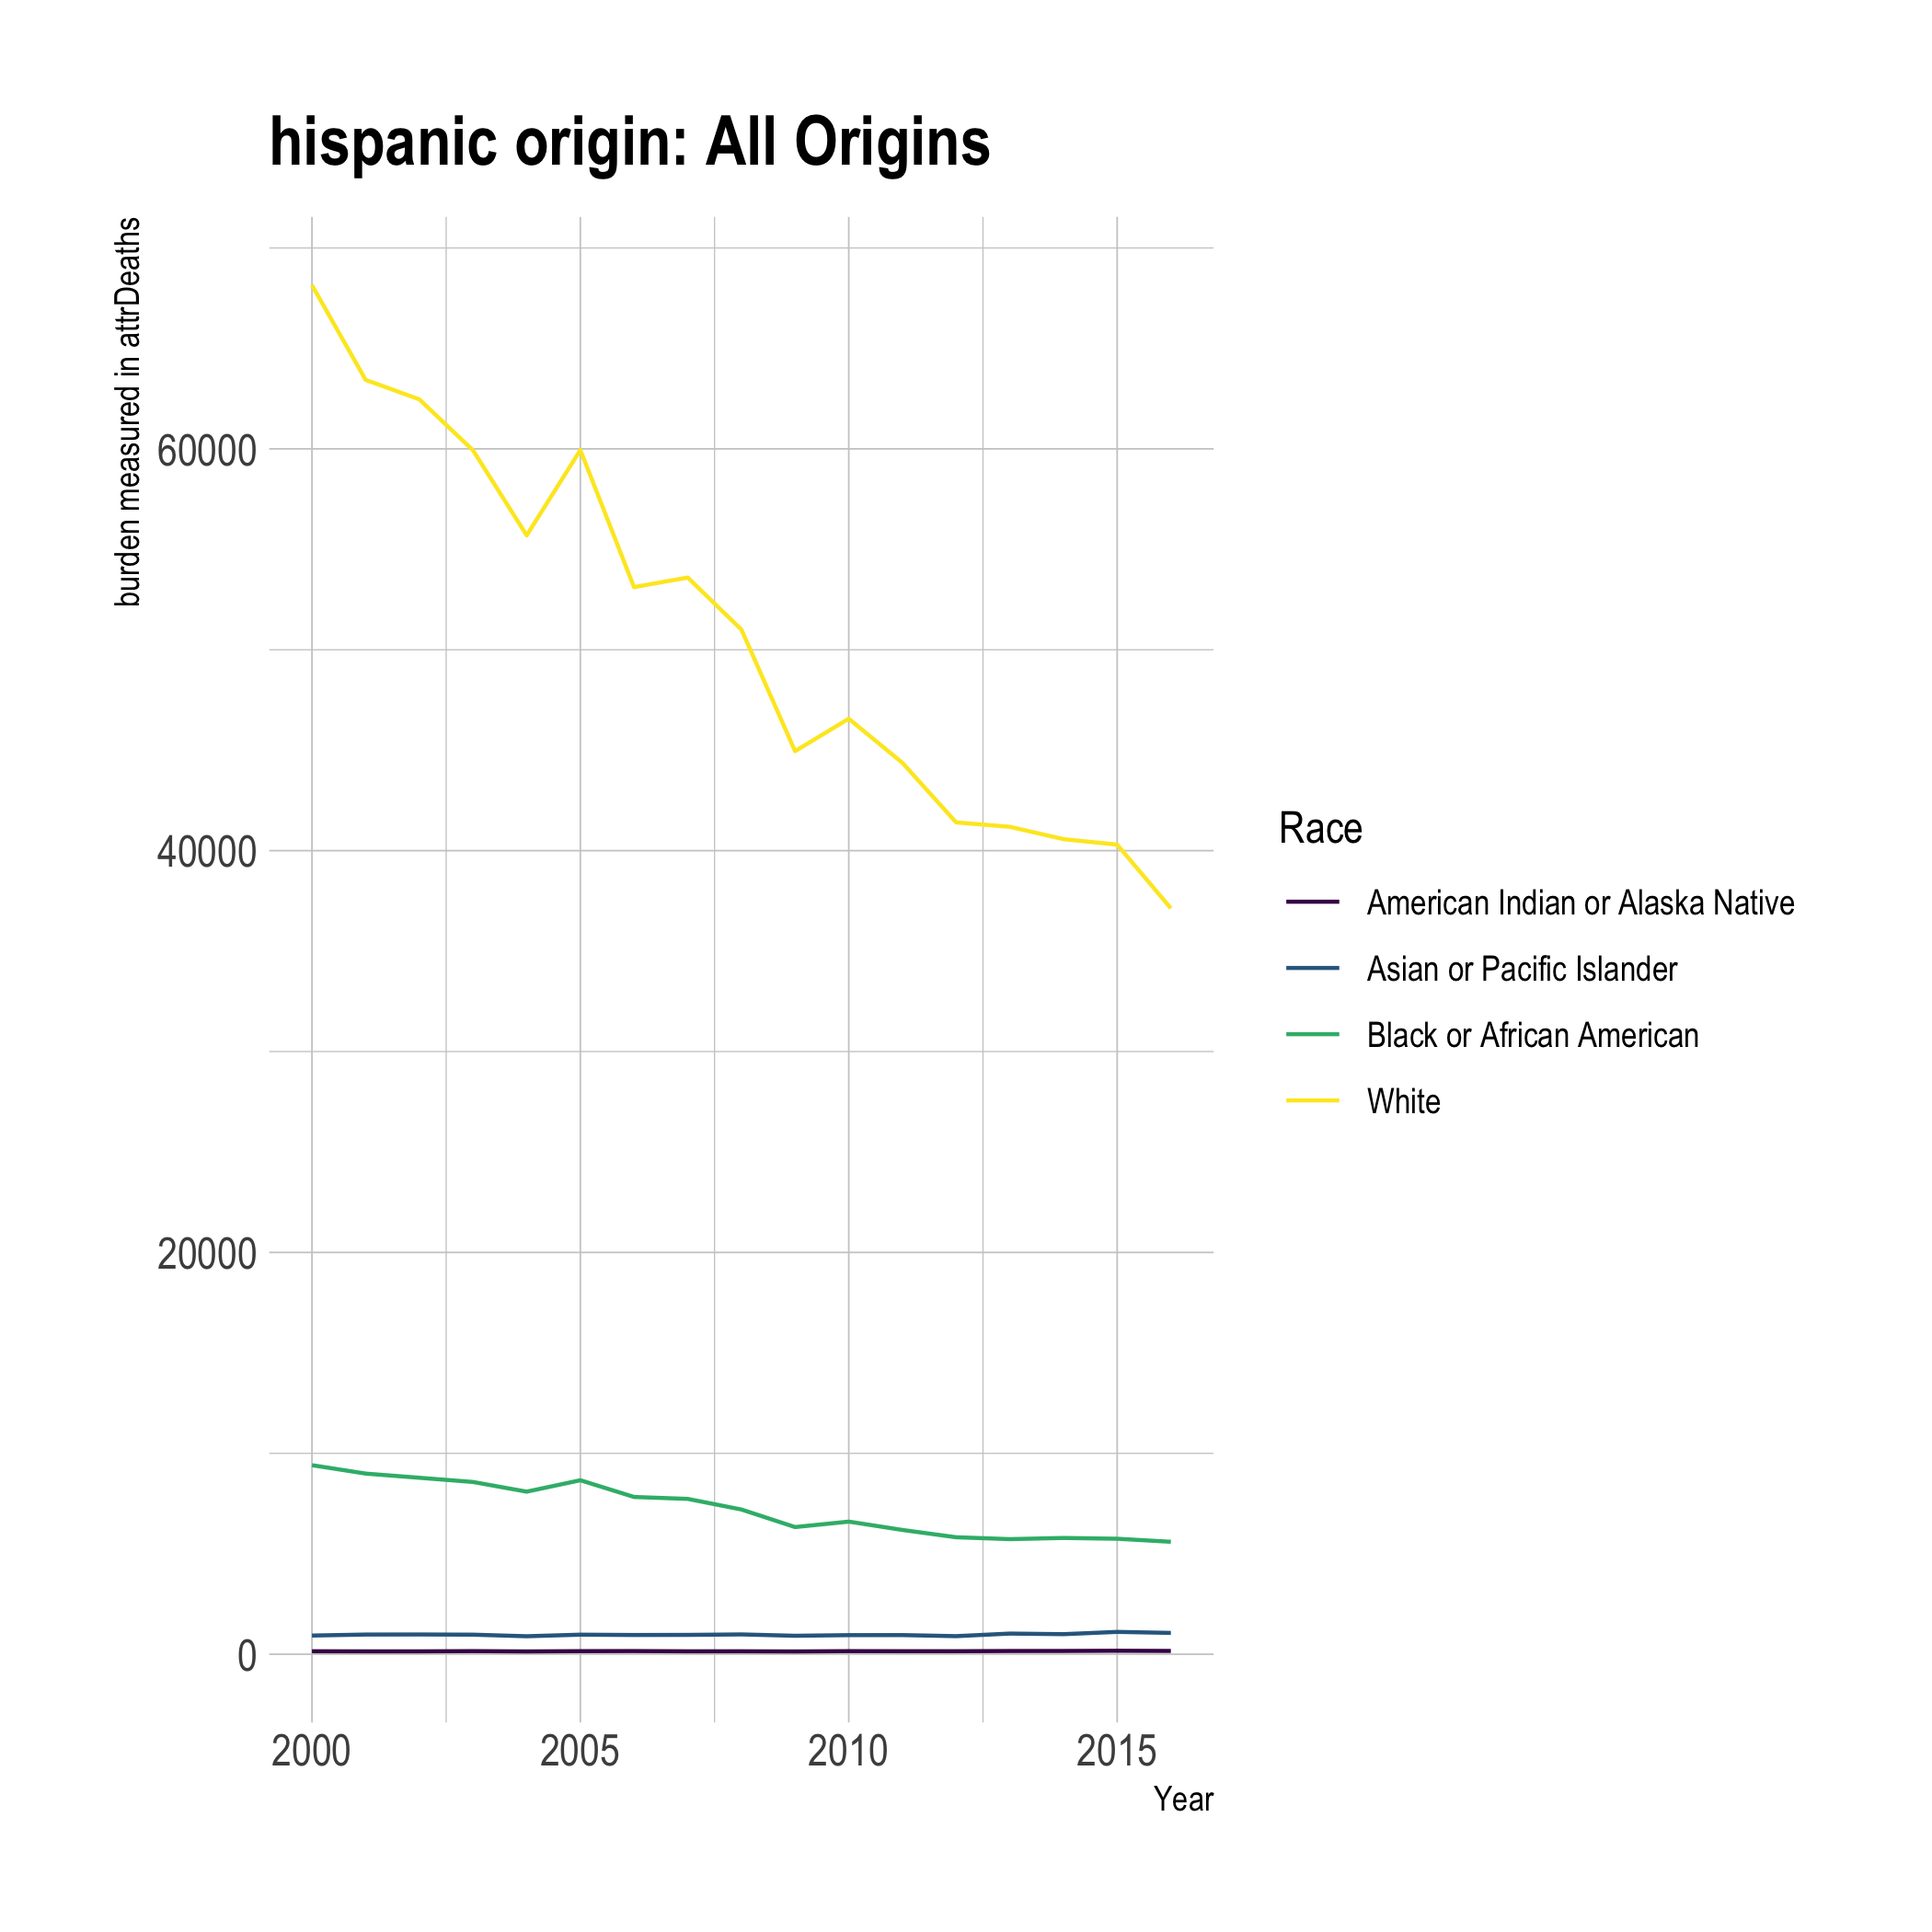 hispanic origin: All Origins
burden measured in attrDeaths
60000
40000
20000
0
2000 2005 2010 2015
Year
Race
American Indian or Alaska Native
Asian or Pacific Islander
Black or African American
White